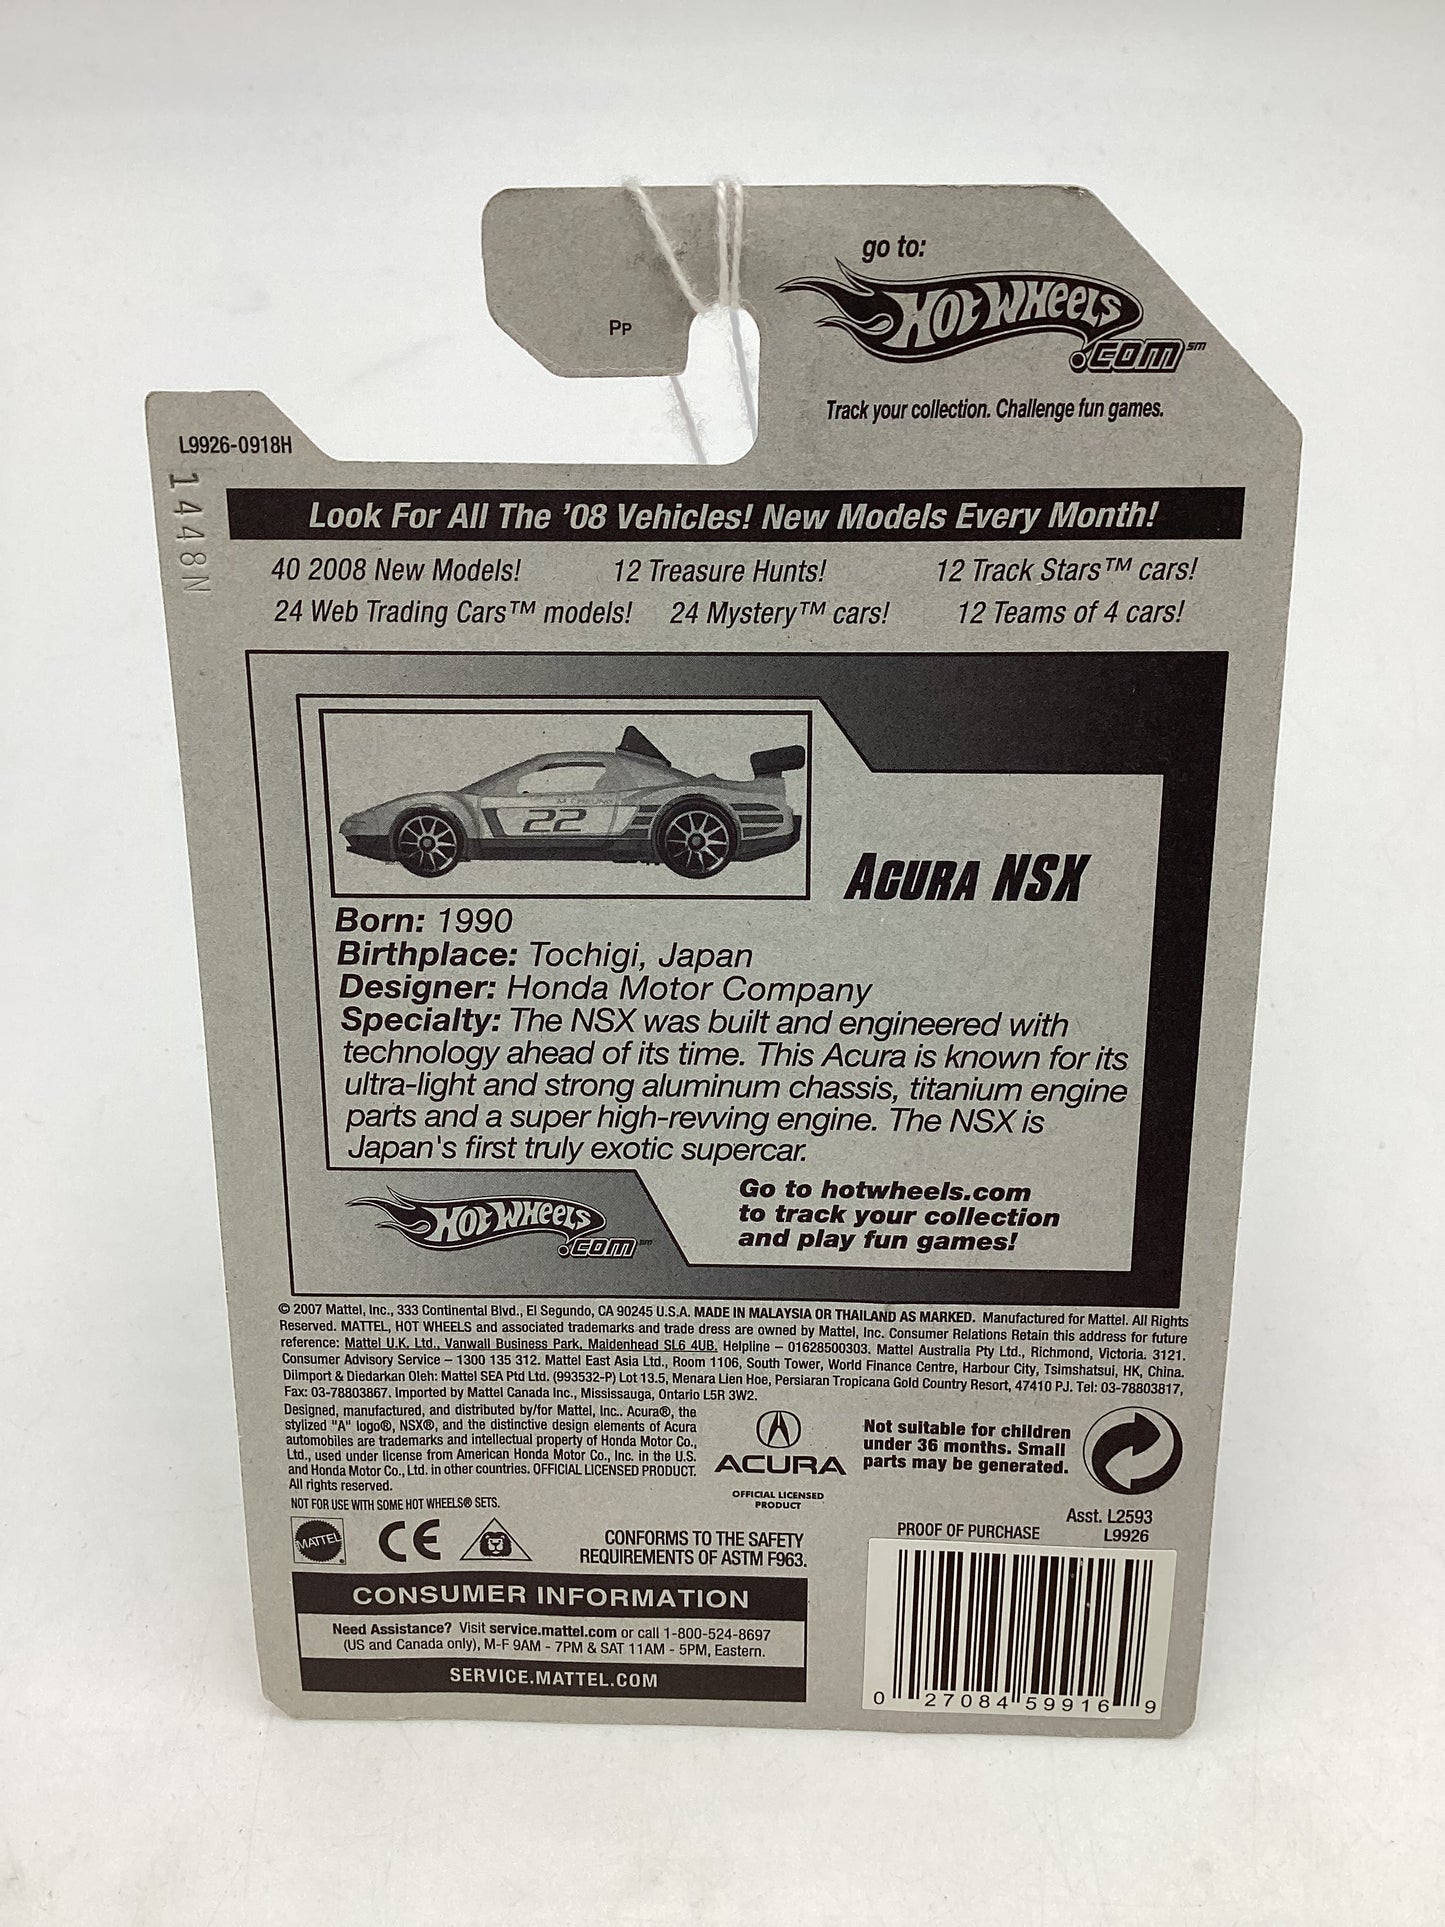 go to:
HOT WHEELS
.COM℠
Track your collection. Challenge fun games.
PP
L9926-0918H
1448N
Look For All The '08 Vehicles! New Models Every Month!
40 2008 New Models! 12 Treasure Hunts! 12 Track Stars™ cars!
24 Web Trading Cars™ models! 24 Mystery™ cars! 12 Teams of 4 cars!
M CHEUNG
22
ACURA NSX
Born: 1990
Birthplace: Tochigi, Japan
Designer: Honda Motor Company
Specialty: The NSX was built and engineered with
technology ahead of its time. This Acura is known for its
ultra-light and strong aluminum chassis, titanium engine
parts and a super high-revving engine. The NSX is
Japan's first truly exotic supercar.
HOT WHEELS
.COM℠
Go to hotwheels.com
to track your collection
and play fun games!
© 2007 Mattel, Inc., 333 Continental Blvd., El Segundo, CA 90245 U.S.A. MADE IN MALAYSIA OR THAILAND AS MARKED. Manufactured for Mattel. All Rights
Reserved. MATTEL, HOT WHEELS and associated trademarks and trade dress are owned by Mattel, Inc. Consumer Relations Retain this address for future
reference: Mattel U.K. Ltd., Vanwall Business Park, Maidenhead SL6 4UB. Helpline – 01628500303. Mattel Australia Pty Ltd., Richmond, Victoria. 3121.
Consumer Advisory Service – 1300 135 312. Mattel East Asia Ltd., Room 1106, South Tower, World Finance Centre, Harbour City, Tsimshatsui, HK, China.
Diimport & Diedarkan Oleh: Mattel SEA Ptd Ltd. (993532-P) Lot 13.5, Menara Lien Hoe, Persiaran Tropicana Gold Country Resort, 47410 PJ. Tel: 03-78803817,
Fax: 03-78803867. Imported by Mattel Canada Inc., Mississauga, Ontario L5R 3W2.
Designed, manufactured, and distributed by/for Mattel, Inc.. Acura®, the
stylized "A" logo®, NSX®, and the distinctive design elements of Acura
automobiles are trademarks and intellectual property of Honda Motor Co.,
Ltd., used under license from American Honda Motor Co., Inc. in the U.S.
and Honda Motor Co., Ltd. in other countries. OFFICIAL LICENSED PRODUCT.
All rights reserved.
NOT FOR USE WITH SOME HOT WHEELS® SETS.
ACURA
OFFICIAL LICENSED
PRODUCT
Not suitable for children
under 36 months. Small
parts may be generated.
Asst. L2593
L9926
PROOF OF PURCHASE
MATTEL
CE
CONFORMS TO THE SAFETY
REQUIREMENTS OF ASTM F963.
CONSUMER INFORMATION
Need Assistance? Visit service.mattel.com or call 1-800-524-8697
(US and Canada only), M-F 9AM - 7PM & SAT 11AM - 5PM, Eastern.
SERVICE.MATTEL.COM
0 27084 59916 9